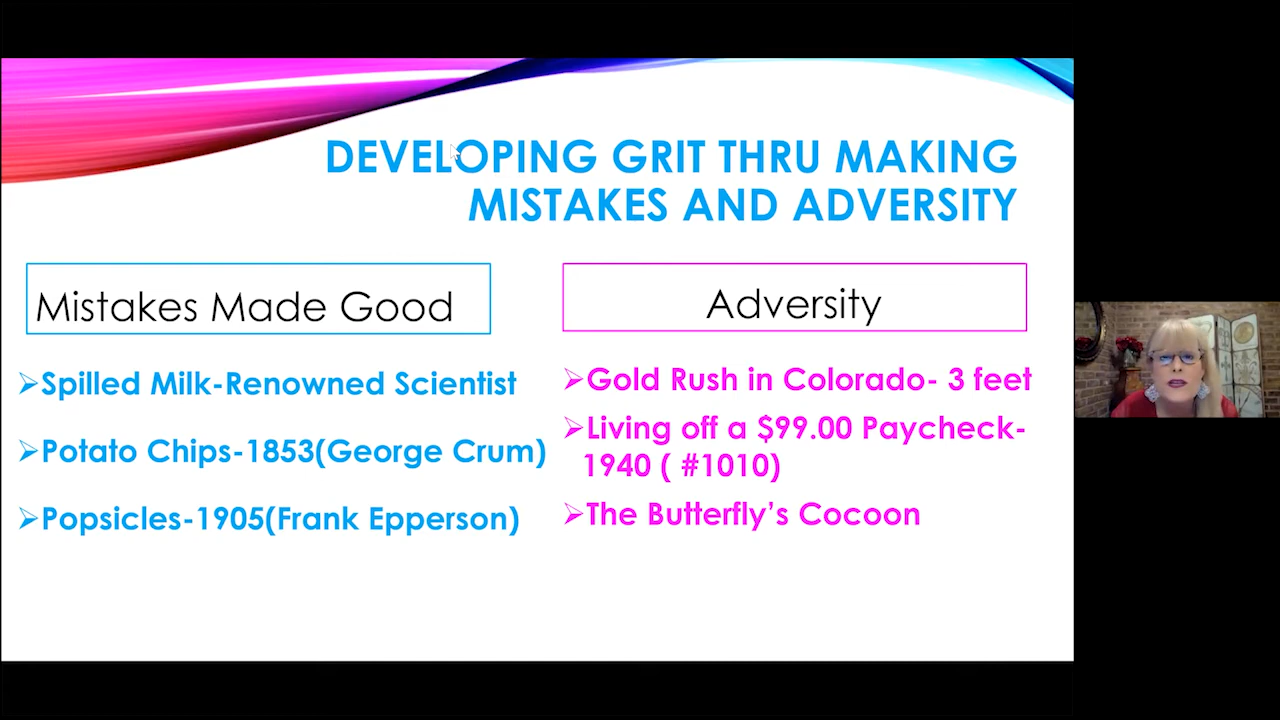 DEVELOPING GRIT THRU MAKING
MISTAKES AND ADVERSITY
Mistakes Made Good
➢Spilled Milk-Renowned Scientist
➢Potato Chips-1853(George Crum)
➢Popsicles-1905(Frank Epperson)
Adversity
➢Gold Rush in Colorado- 3 feet
➢Living off a $99.00 Paycheck-
1940 ( #1010)
➢The Butterfly’s Cocoon